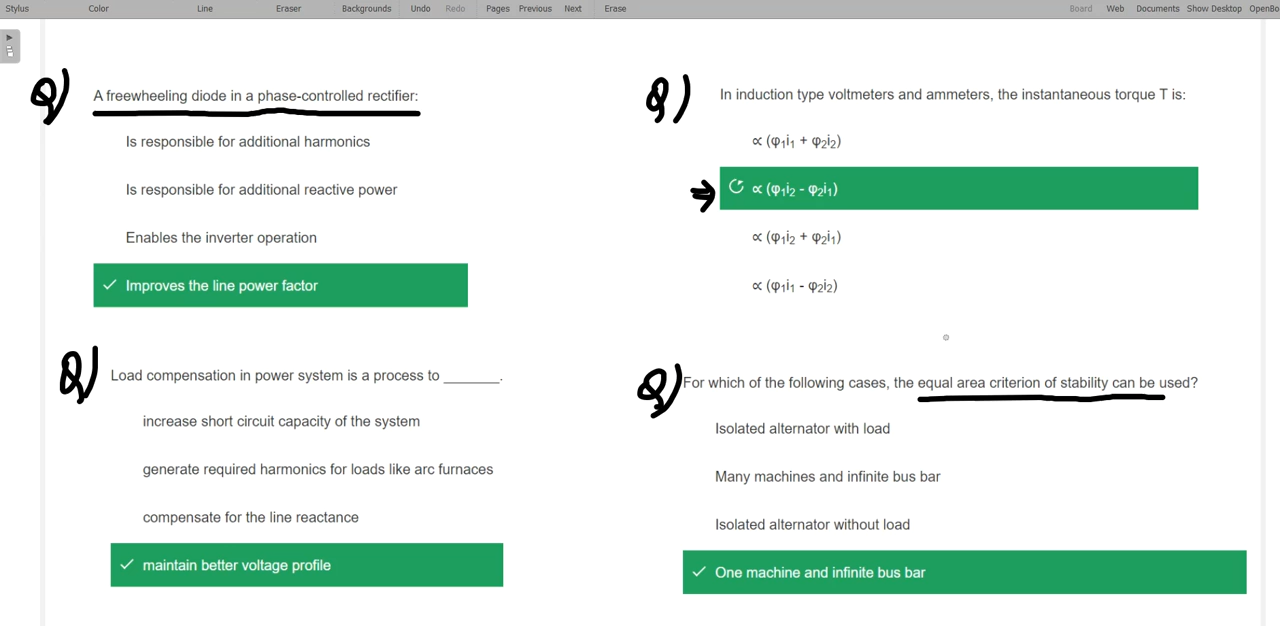 Stylus Color Line Eraser Backgrounds Undo Redo Pages Previous Next Erase Board Web Documents Show Desktop OpenBo
Q) A freewheeling diode in a phase-controlled rectifier:
Is responsible for additional harmonics
Is responsible for additional reactive power
Enables the inverter operation
✓ Improves the line power factor
Q) Load compensation in power system is a process to _______.
increase short circuit capacity of the system
generate required harmonics for loads like arc furnaces
compensate for the line reactance
✓ maintain better voltage profile
Q) In induction type voltmeters and ammeters, the instantaneous torque T is:
∝ (φ₁i₁ + φ₂i₂)
∝ (φ₁i₂ - φ₂i₁)
∝ (φ₁i₂ + φ₂i₁)
∝ (φ₁i₁ - φ₂i₂)
Q) For which of the following cases, the equal area criterion of stability can be used?
Isolated alternator with load
Many machines and infinite bus bar
Isolated alternator without load
✓ One machine and infinite bus bar